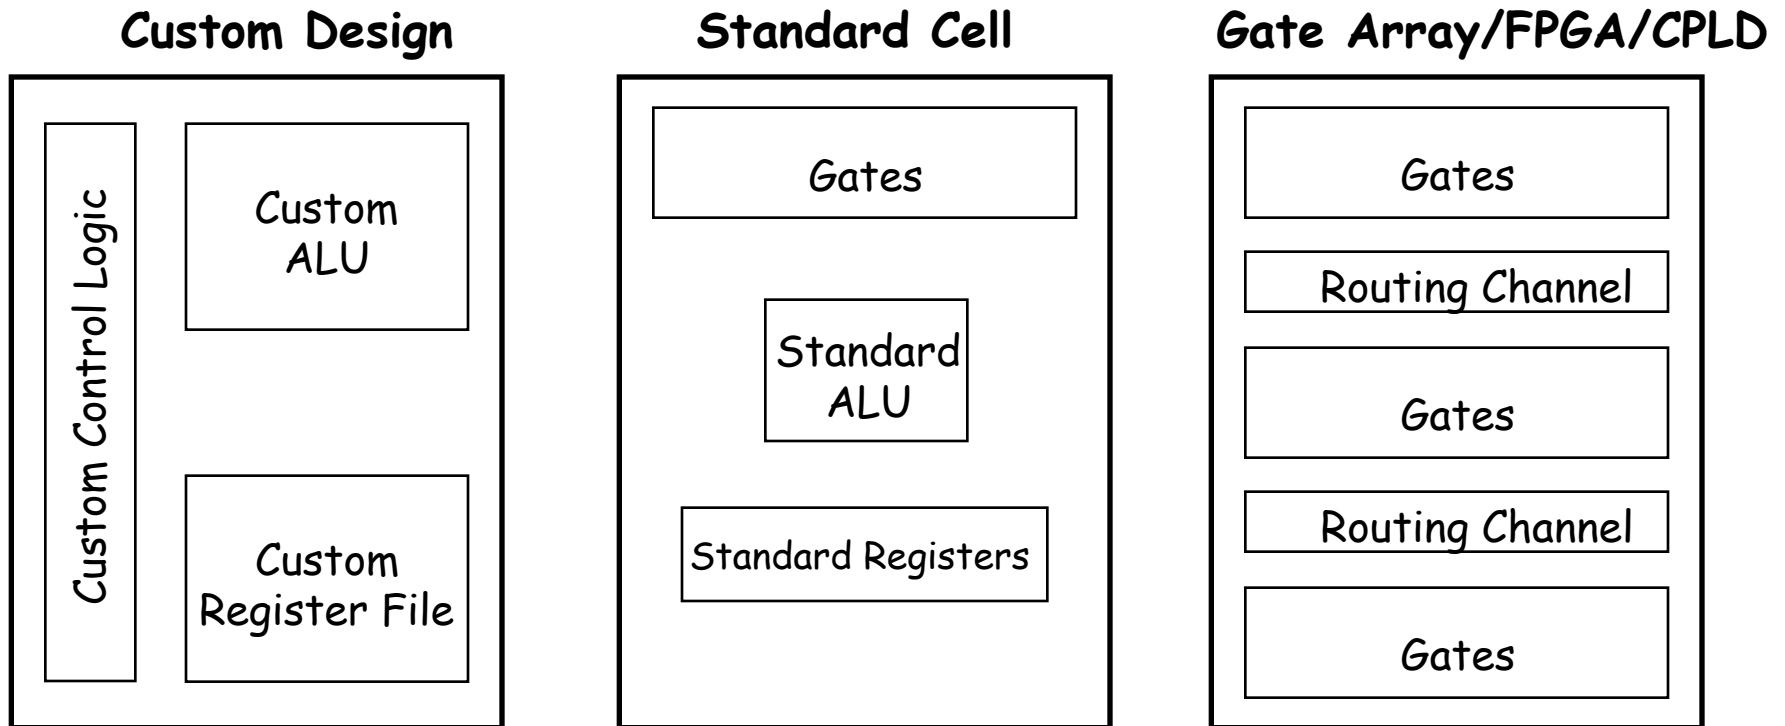 Custom Design
Custom Control Logic
Custom
ALU
Custom
Register File
Standard Cell
Gates
Standard
ALU
Standard Registers
Gate Array/FPGA/CPLD
Gates
Routing Channel
Gates
Routing Channel
Gates